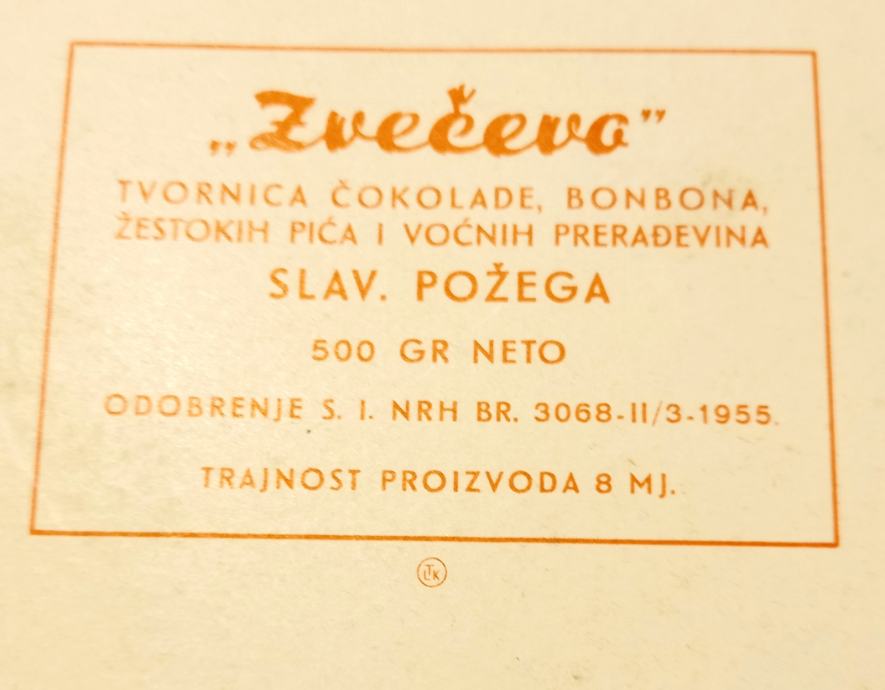 „Zvečevo”
TVORNICA ČOKOLADE, BONBONA,
ŽESTOKIH PIĆA I VOĆNIH PRERAĐEVINA
SLAV. POŽEGA
500 GR NETO
ODOBRENJE S. I. NRH BR. 3068-II/3-1955.
TRAJNOST PROIZVODA 8 MJ.
LTK